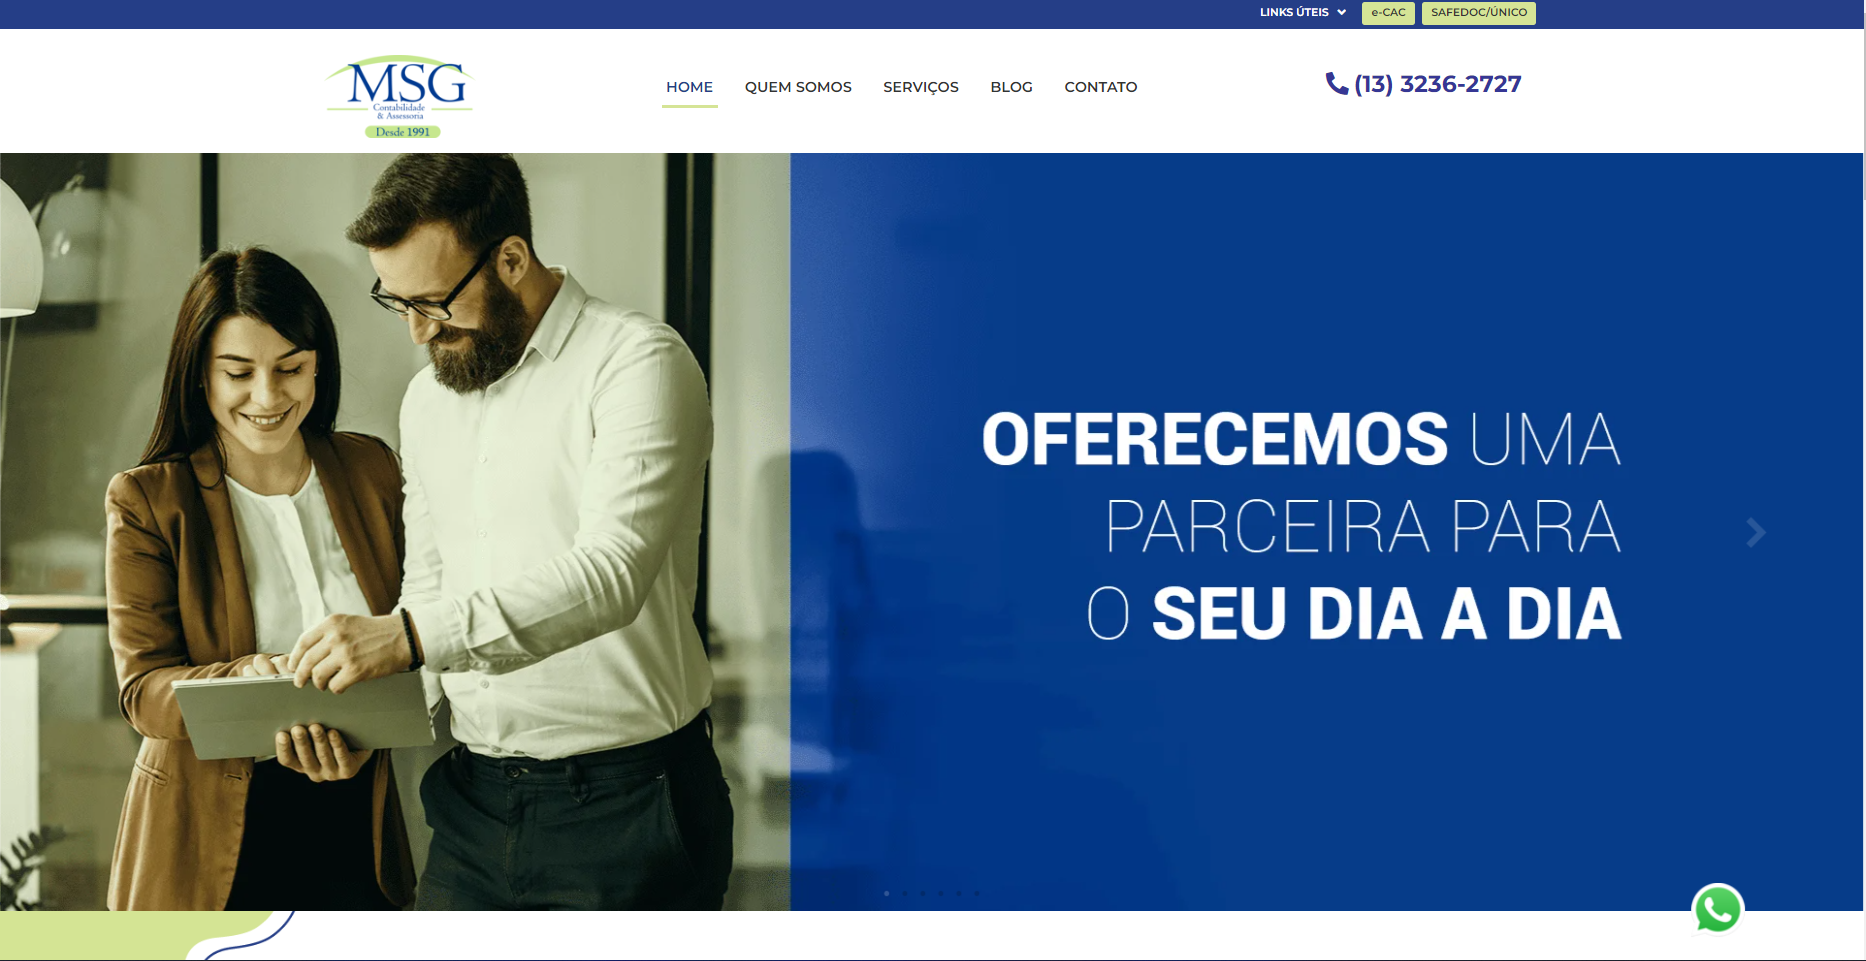 LINKS ÚTEIS
e-CAC
SAFEDOC/ÚNICO
MSG
Contabilidade
& Assessoria
Desde 1991
HOME
QUEM SOMOS
SERVIÇOS
BLOG
CONTATO
(13) 3236-2727
OFERECEMOS UMA
PARCEIRA PARA
O SEU DIA A DIA